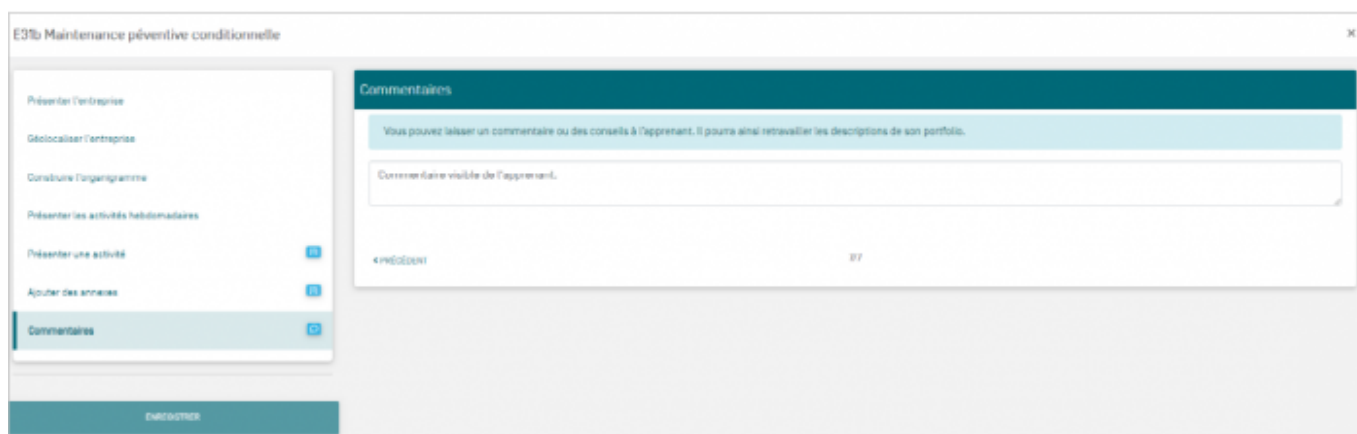 E31b Maintenance péventive conditionnelle
×
Présenter l'entreprise
Géolocaliser l'entreprise
Construire l'organigramme
Présenter les activités hebdomadaires
Présenter une activité
Ajouter des annexes
Commentaires
ENREGISTRER
Commentaires
Vous pouvez laisser un commentaire ou des conseils à l'apprenant. Il pourra ainsi retravailler les descriptions de son portfolio.
Commentaire visible de l'apprenant.
< PRÉCÉDENT
7/7